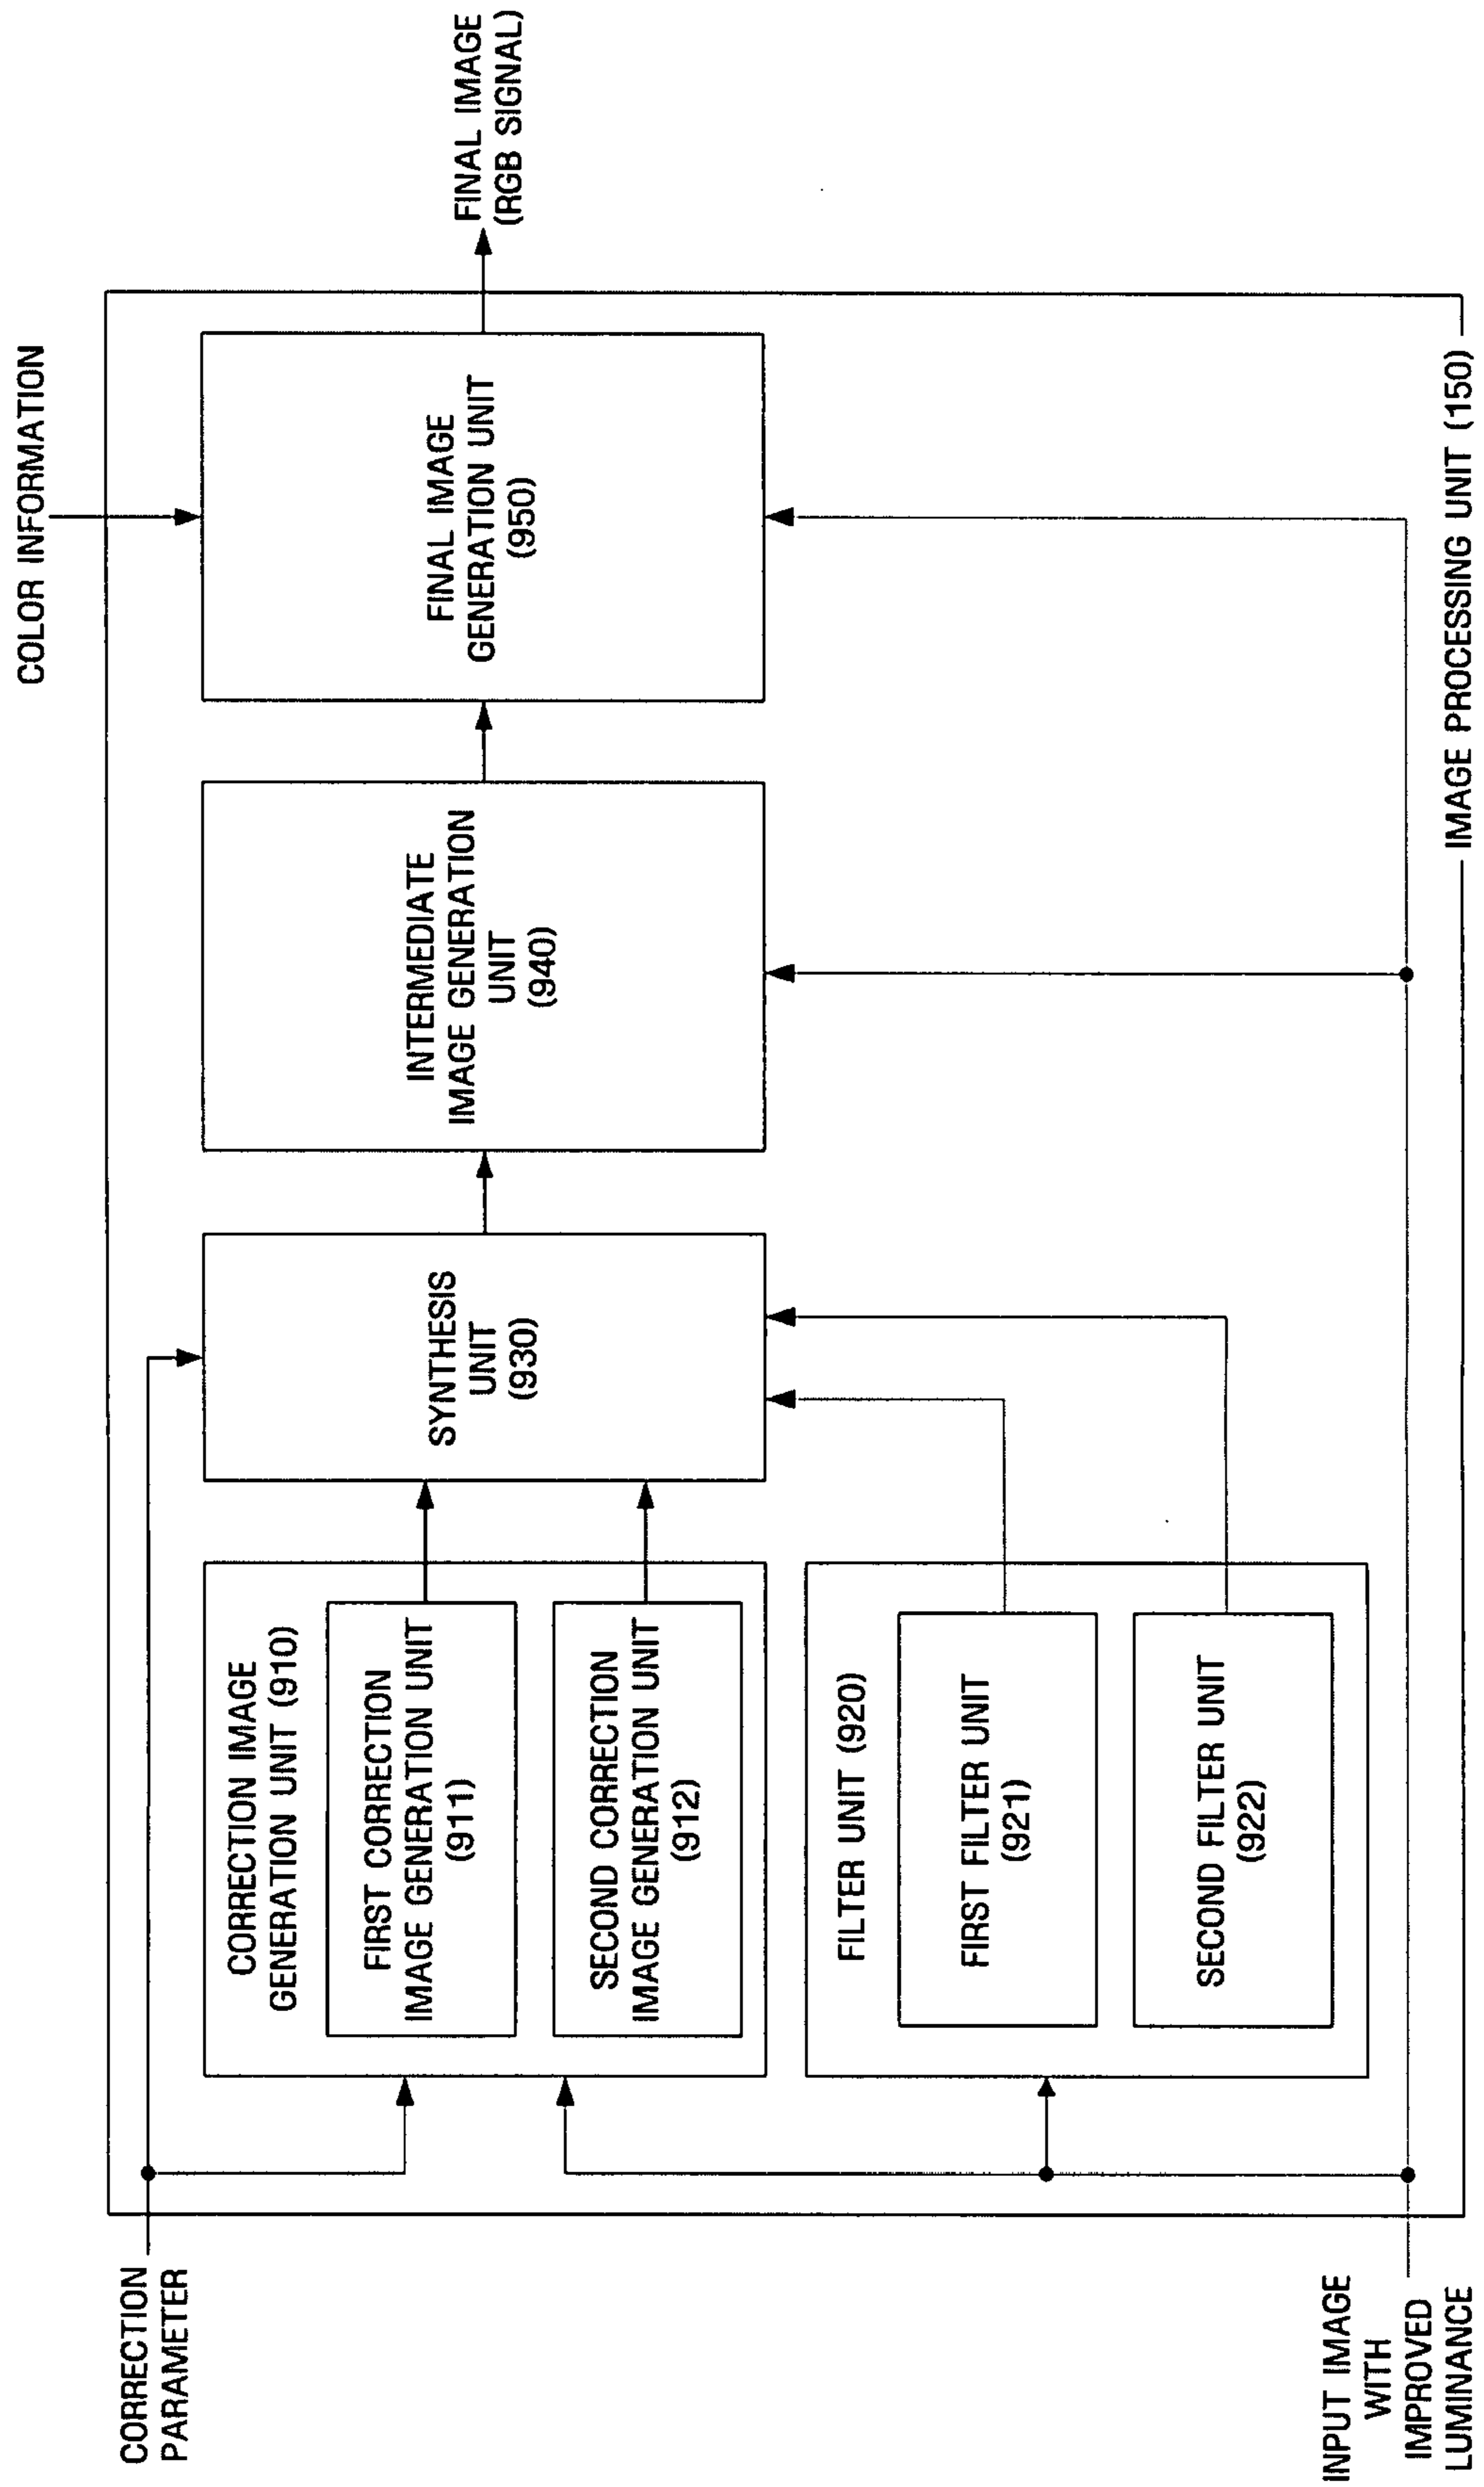 CORRECTION
PARAMETER
CORRECTION IMAGE
GENERATION UNIT (910)
FIRST CORRECTION
IMAGE GENERATION UNIT
(911)
SECOND CORRECTION
IMAGE GENERATION UNIT
(912)
FILTER UNIT (920)
FIRST FILTER UNIT
(921)
SECOND FILTER UNIT
(922)
INPUT IMAGE
WITH
IMPROVED
LUMINANCE
SYNTHESIS
UNIT
(930)
INTERMEDIATE
IMAGE GENERATION
UNIT
(940)
COLOR INFORMATION
FINAL IMAGE
GENERATION UNIT
(950)
IMAGE PROCESSING UNIT (150)
FINAL IMAGE
(RGB SIGNAL)